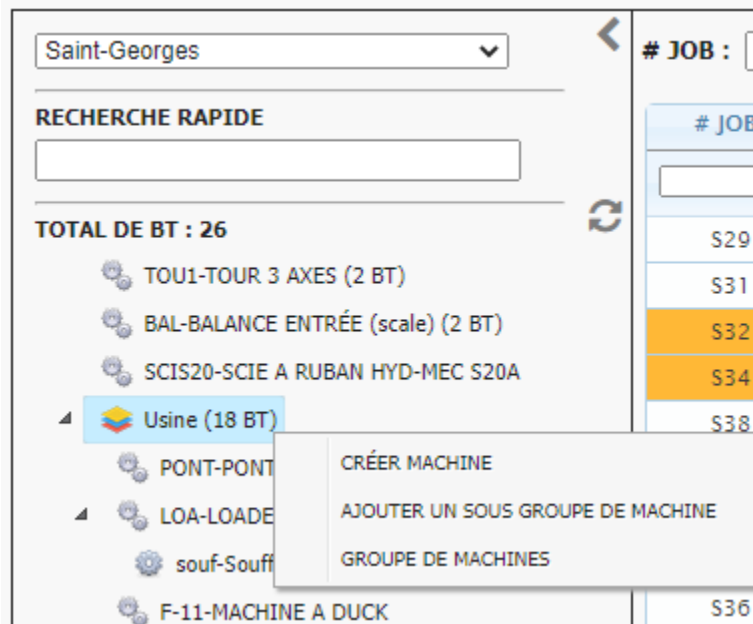 Saint-Georges
# JOB :
RECHERCHE RAPIDE
TOTAL DE BT : 26
TOU1-TOUR 3 AXES (2 BT)
BAL-BALANCE ENTRÉE (scale) (2 BT)
SCIS20-SCIE A RUBAN HYD-MEC S20A
Usine (18 BT)
PONT-PONT
LOA-LOADE
souf-Souff
F-11-MACHINE A DUCK
CRÉER MACHINE
AJOUTER UN SOUS GROUPE DE MACHINE
GROUPE DE MACHINES
# JOB
S29
S31
S32
S34
S38
S36